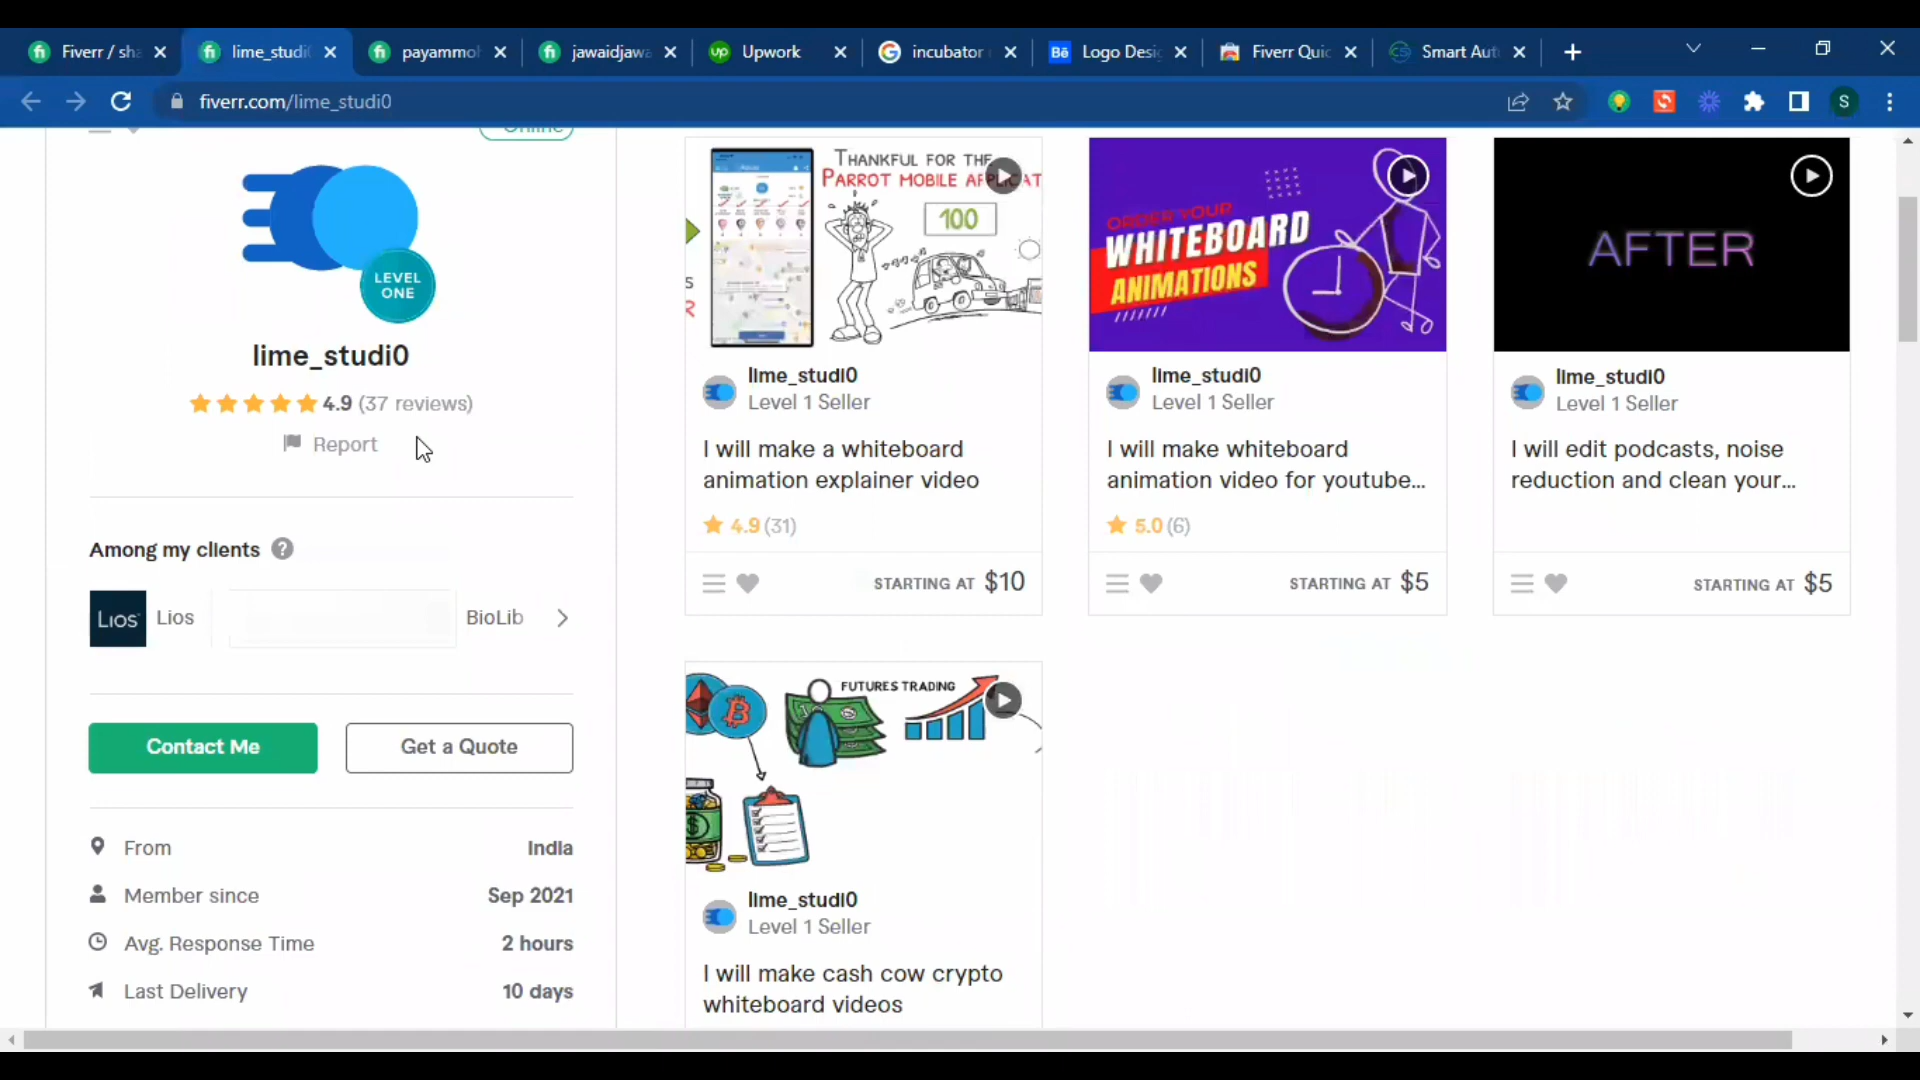 Fiverr / sha
lime_studi
payammoh
jawaidjawa
Upwork
incubator
Logo Desi
Fiverr Quic
Smart Aut
fiverr.com/lime_studi0
S
Online
LEVEL
ONE
lime_studi0
4.9 (37 reviews)
Report
Among my clients
Lios Lios
BioLib
Contact Me
Get a Quote
From India
Member since Sep 2021
Avg. Response Time 2 hours
Last Delivery 10 days
THANKFUL FOR THE
PARROT MOBILE APPLICAT
100
lime_studi0
Level 1 Seller
I will make a whiteboard
animation explainer video
4.9 (31)
STARTING AT $10
ORDER YOUR
WHITEBOARD
ANIMATIONS
lime_studi0
Level 1 Seller
I will make whiteboard
animation video for youtube...
5.0 (6)
STARTING AT $5
AFTER
lime_studi0
Level 1 Seller
I will edit podcasts, noise
reduction and clean your...
STARTING AT $5
FUTURES TRADING
lime_studi0
Level 1 Seller
I will make cash cow crypto
whiteboard videos